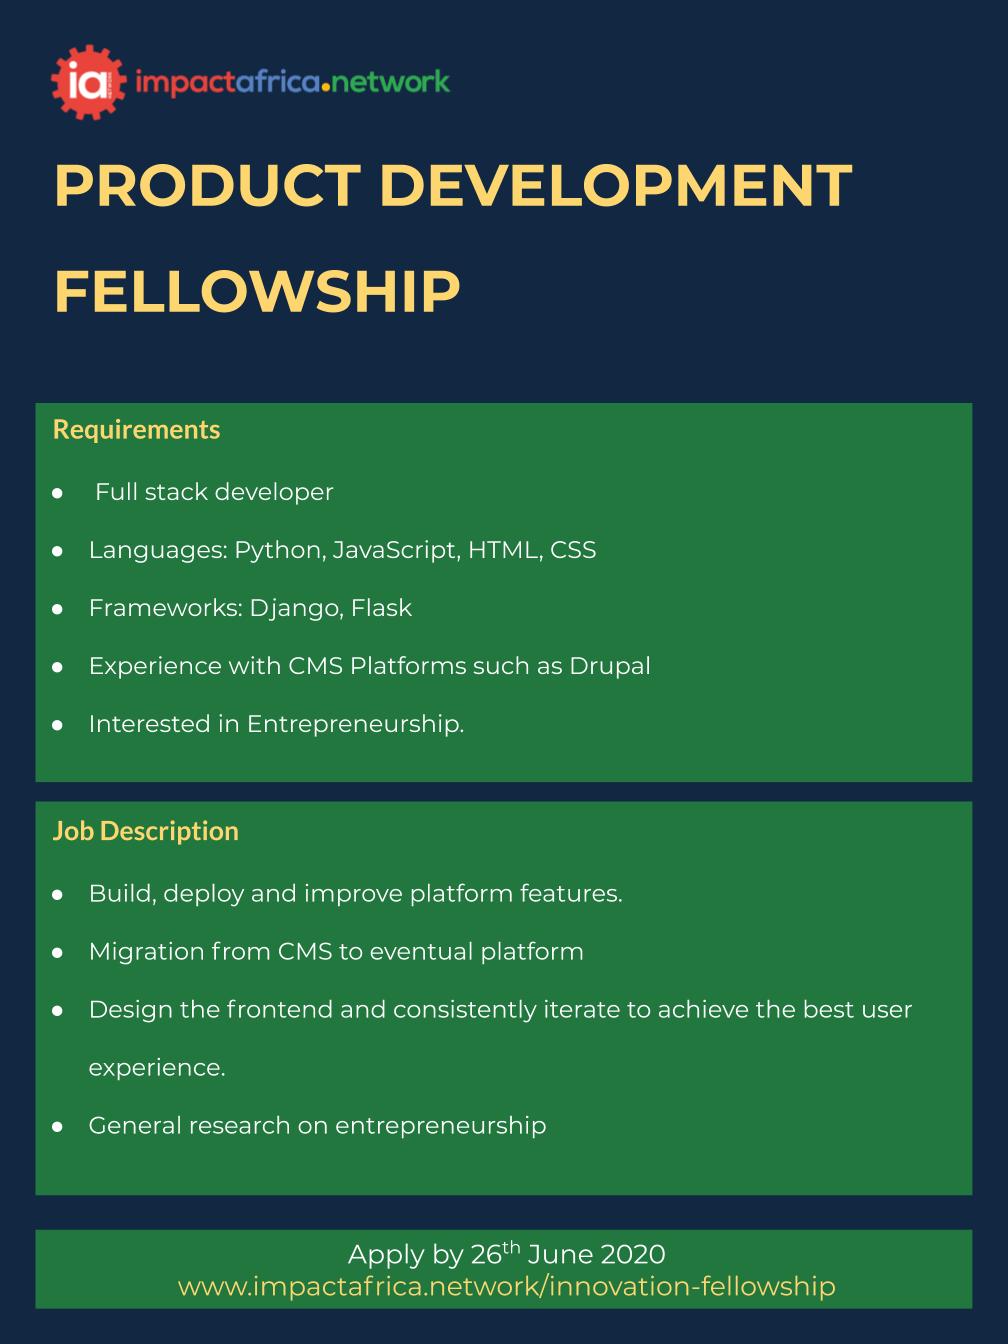 ia impactafrica.network
PRODUCT DEVELOPMENT
FELLOWSHIP
Requirements
● Full stack developer
● Languages: Python, JavaScript, HTML, CSS
● Frameworks: Django, Flask
● Experience with CMS Platforms such as Drupal
● Interested in Entrepreneurship.
Job Description
● Build, deploy and improve platform features.
● Migration from CMS to eventual platform
● Design the frontend and consistently iterate to achieve the best user
experience.
● General research on entrepreneurship
Apply by 26th June 2020
www.impactafrica.network/innovation-fellowship